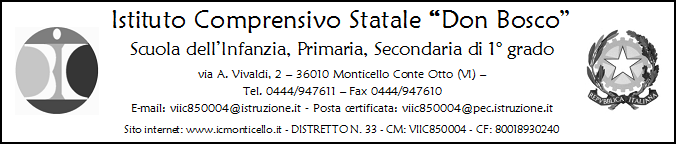 Istituto Comprensivo Statale “Don Bosco”
Scuola dell’Infanzia, Primaria, Secondaria di 1° grado
via A. Vivaldi, 2 – 36010 Monticello Conte Otto (VI) –
Tel. 0444/947611 – Fax 0444/947610
E-mail: viic850004@istruzione.it - Posta certificata: viic850004@pec.istruzione.it
Sito internet: www.icmonticello.it - DISTRETTO N. 33 - CM: VIIC850004 - CF: 80018930240
REPVBBLICA ITALIANA